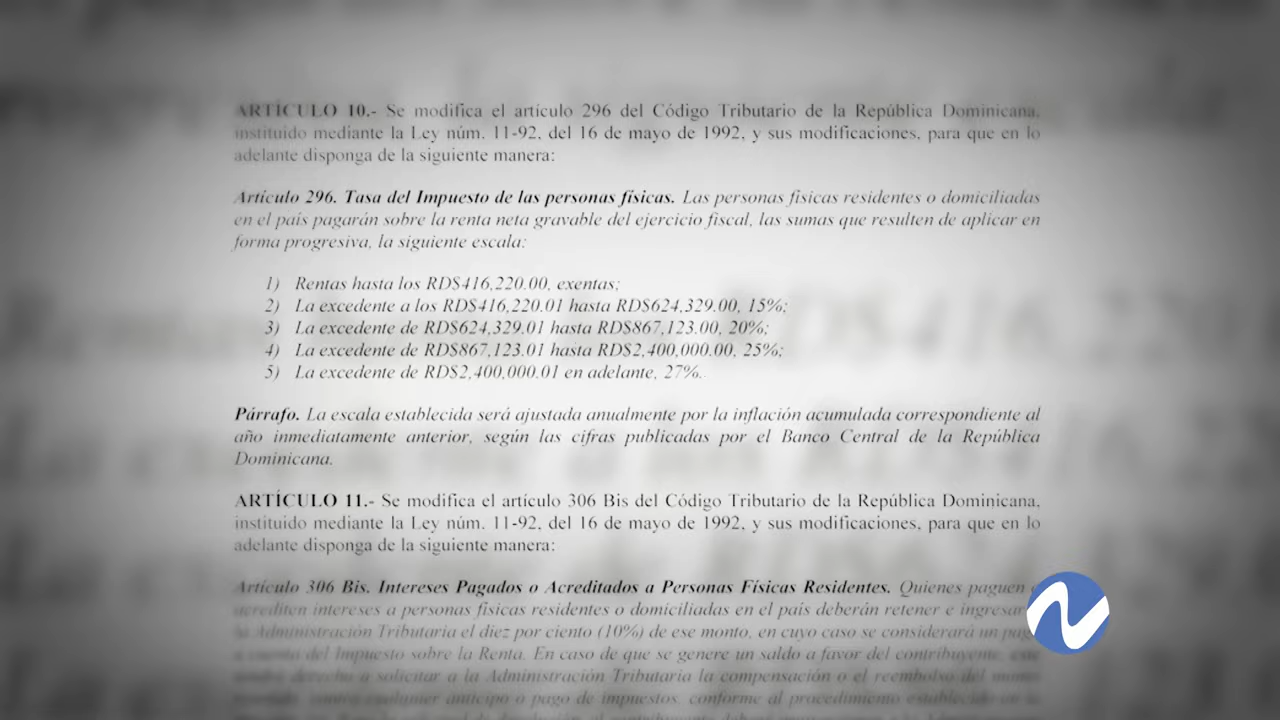 ARTÍCULO 10.- Se modifica el artículo 296 del Código Tributario de la República Dominicana,
instituido mediante la Ley núm. 11-92, del 16 de mayo de 1992, y sus modificaciones, para que en lo
adelante disponga de la siguiente manera:
Artículo 296. Tasa del Impuesto de las personas físicas. Las personas físicas residentes o domiciliadas
en el país pagarán sobre la renta neta gravable del ejercicio fiscal, las sumas que resulten de aplicar en
forma progresiva, la siguiente escala:
1) Rentas hasta los RD$416,220.00, exentas;
2) La excedente a los RD$416,220.01 hasta RD$624,329.00, 15%;
3) La excedente de RD$624,329.01 hasta RD$867,123.00, 20%;
4) La excedente de RD$867,123.01 hasta RD$2,400,000.00, 25%;
5) La excedente de RD$2,400,000.01 en adelante, 27%.
Párrafo. La escala establecida será ajustada anualmente por la inflación acumulada correspondiente al
año inmediatamente anterior, según las cifras publicadas por el Banco Central de la República
Dominicana.
ARTÍCULO 11.- Se modifica el artículo 306 Bis del Código Tributario de la República Dominicana,
instituido mediante la Ley núm. 11-92, del 16 de mayo de 1992, y sus modificaciones, para que en lo
adelante disponga de la siguiente manera:
Artículo 306 Bis. Intereses Pagados o Acreditados a Personas Físicas Residentes. Quienes paguen
acrediten intereses a personas físicas residentes o domiciliadas en el país deberán retener e ingresar
la Administración Tributaria el diez por ciento (10%) de ese monto, en cuyo caso se considerará un
a cuenta del Impuesto sobre la Renta. En caso de que se genere un saldo a favor del contribuyente, este
derecho a solicitar a la Administración Tributaria la compensación o el reembolso del
anticipo o pago de impuestos, conforme al procedimiento establecido en